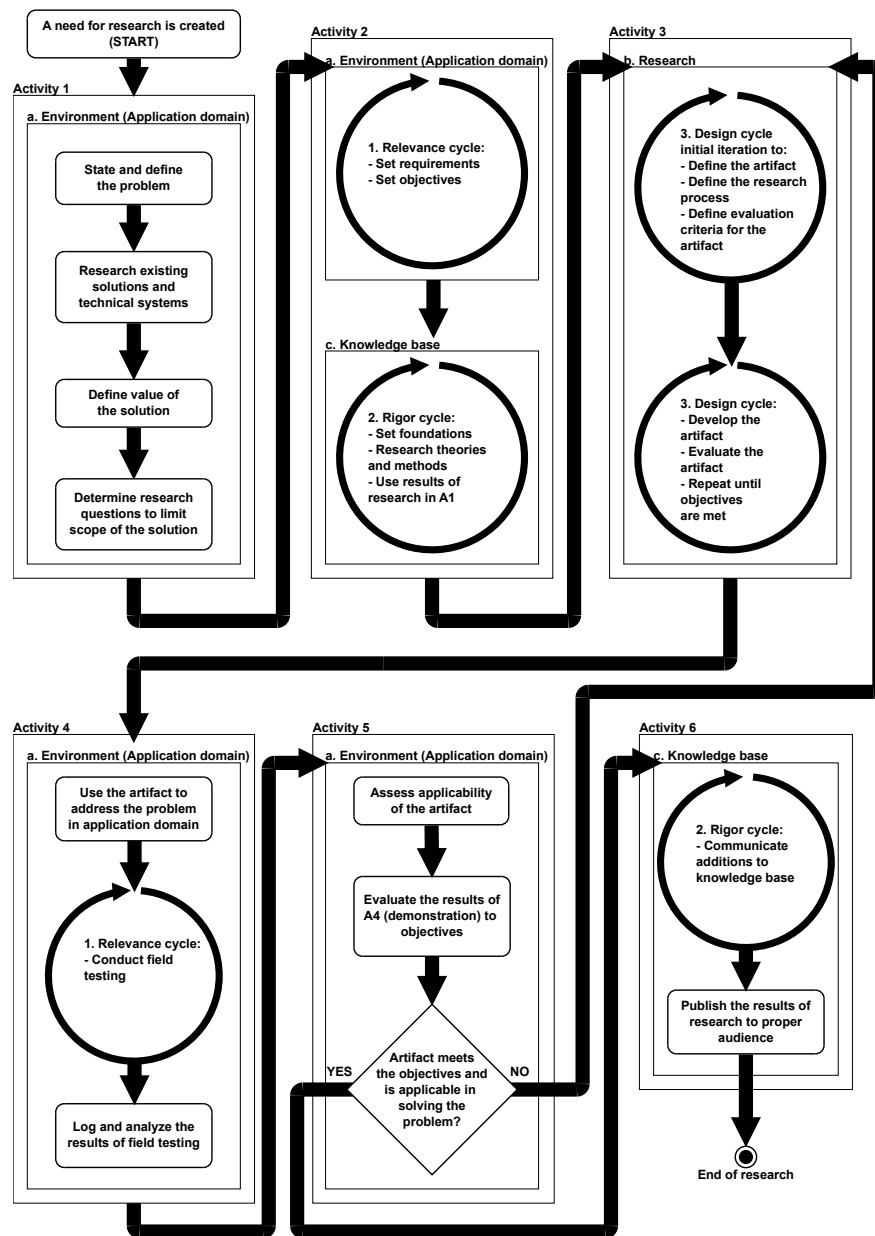 A need for research is created
(START)
Activity 1
a. Environment (Application domain)
State and define
the problem
Research existing
solutions and
technical systems
Define value of
the solution
Determine research
questions to limit
scope of the solution
Activity 2
a. Environment (Application domain)
1. Relevance cycle:
- Set requirements
- Set objectives
c. Knowledge base
2. Rigor cycle:
- Set foundations
- Research theories
and methods
- Use results of
research in A1
Activity 3
b. Research
3. Design cycle
initial iteration to:
- Define the artifact
- Define the research
process
- Define evaluation
criteria for the
artifact
3. Design cycle:
- Develop the
artifact
- Evaluate the
artifact
- Repeat until
objectives
are met
Activity 4
a. Environment (Application domain)
Use the artifact to
address the problem
in application domain
1. Relevance cycle:
- Conduct field
testing
Log and analyze the
results of field testing
Activity 5
a. Environment (Application domain)
Assess applicability
of the artifact
Evaluate the results of
A4 (demonstration) to
objectives
Artifact meets
the objectives and
is applicable in
solving the
problem?
YES
NO
Activity 6
c. Knowledge base
2. Rigor cycle:
- Communicate
additions to
knowledge base
Publish the results of
research to proper
audience
End of research